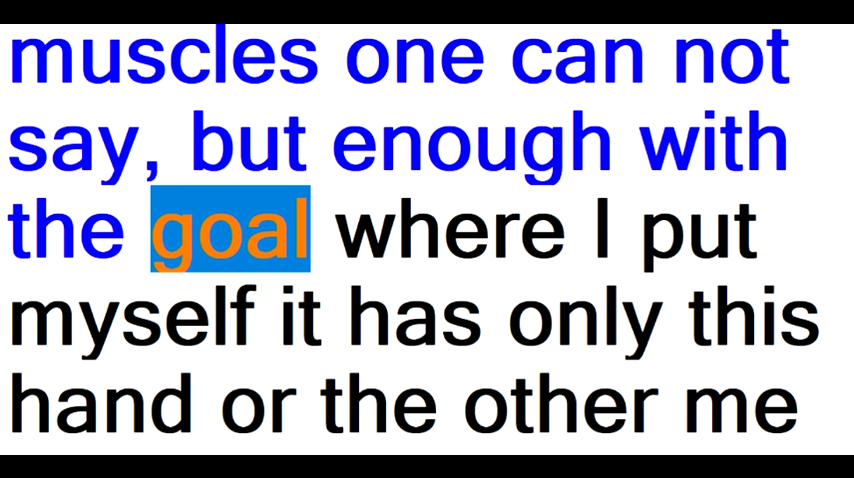 muscles one can not
say, but enough with
the goal where I put
myself it has only this
hand or the other me